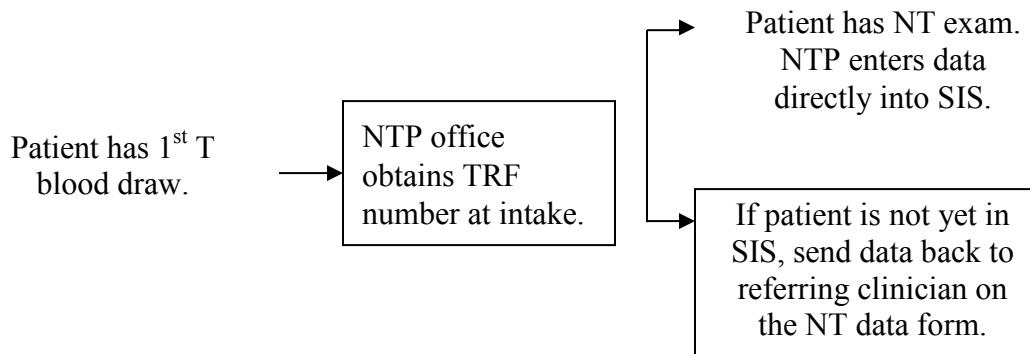 Patient has 1st T
blood draw.
NTP office
obtains TRF
number at intake.
Patient has NT exam.
NTP enters data
directly into SIS.
If patient is not yet in
SIS, send data back to
referring clinician on
the NT data form.